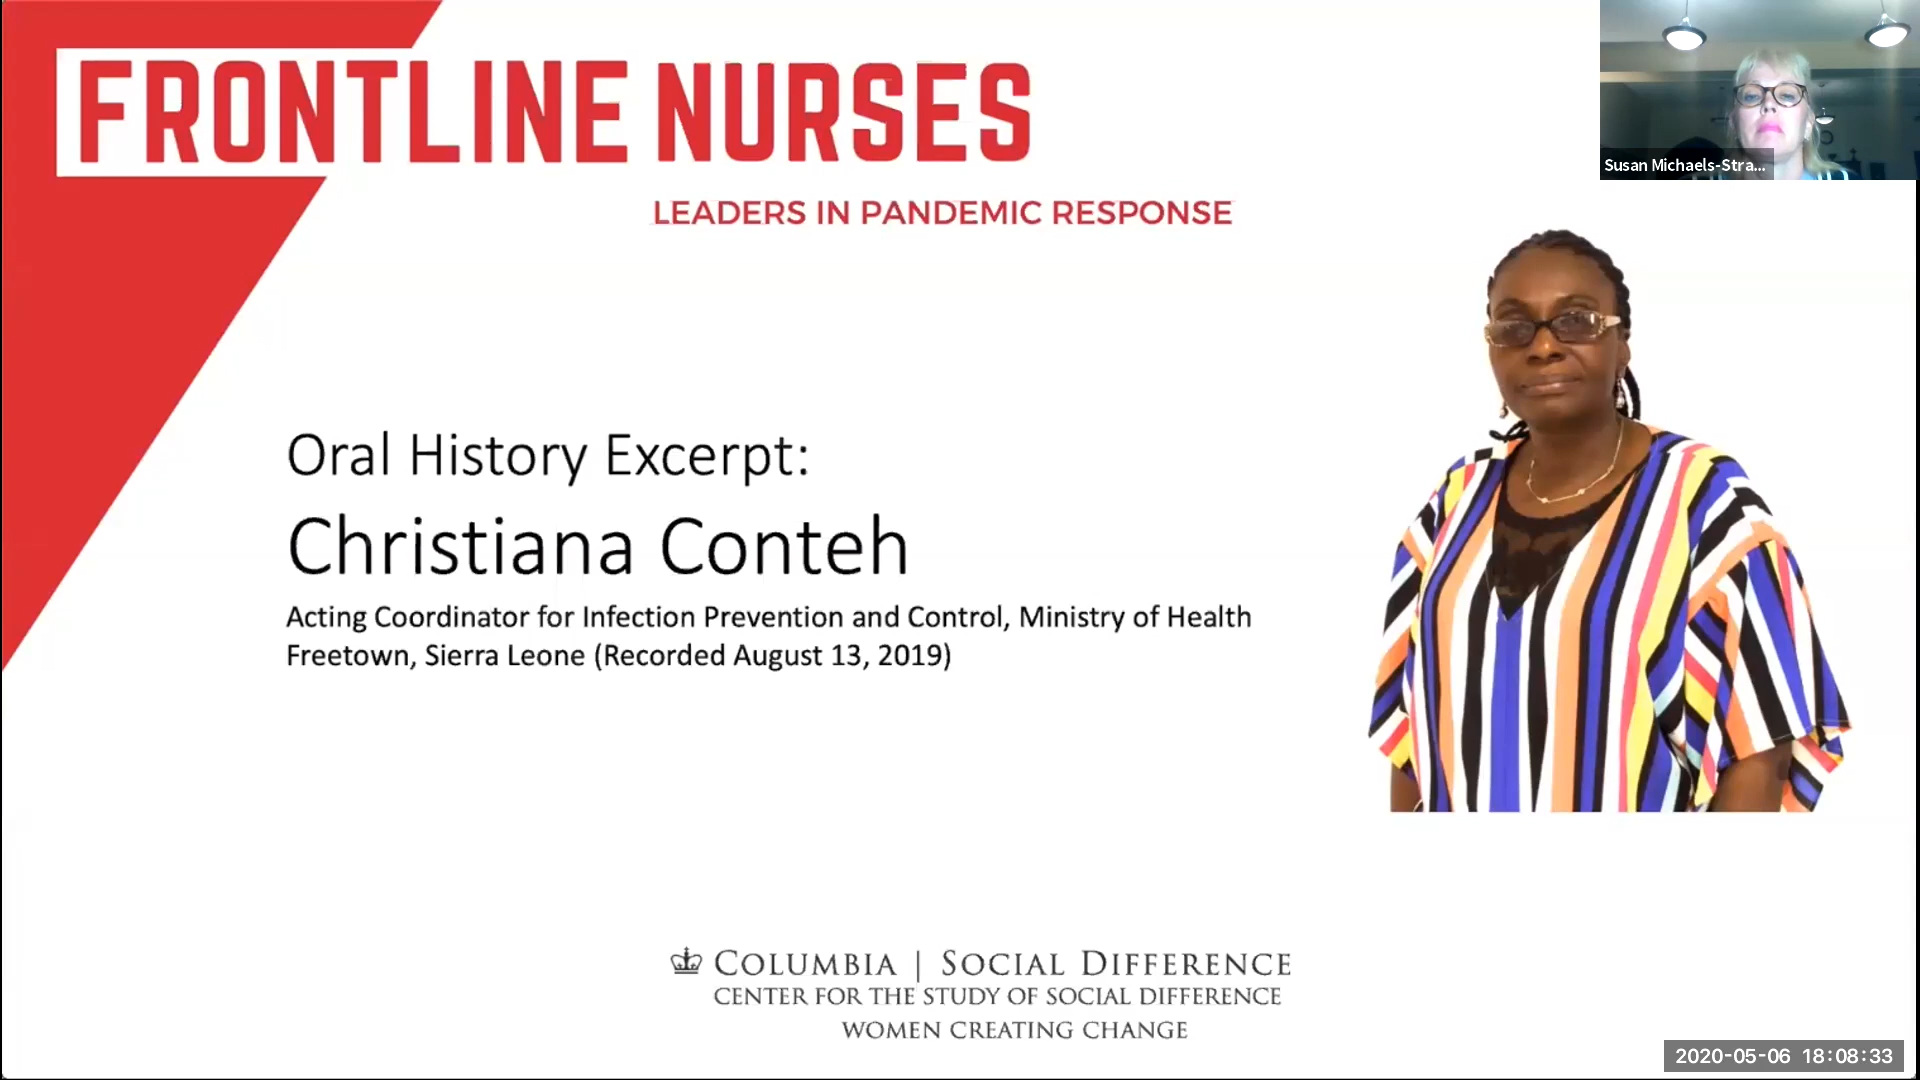 FRONTLINE NURSES
LEADERS IN PANDEMIC RESPONSE
Susan Michaels-Stra...
Oral History Excerpt:
Christiana Conteh
Acting Coordinator for Infection Prevention and Control, Ministry of Health
Freetown, Sierra Leone (Recorded August 13, 2019)
COLUMBIA | SOCIAL DIFFERENCE
CENTER FOR THE STUDY OF SOCIAL DIFFERENCE
WOMEN CREATING CHANGE
2020-05-06 18:08:33